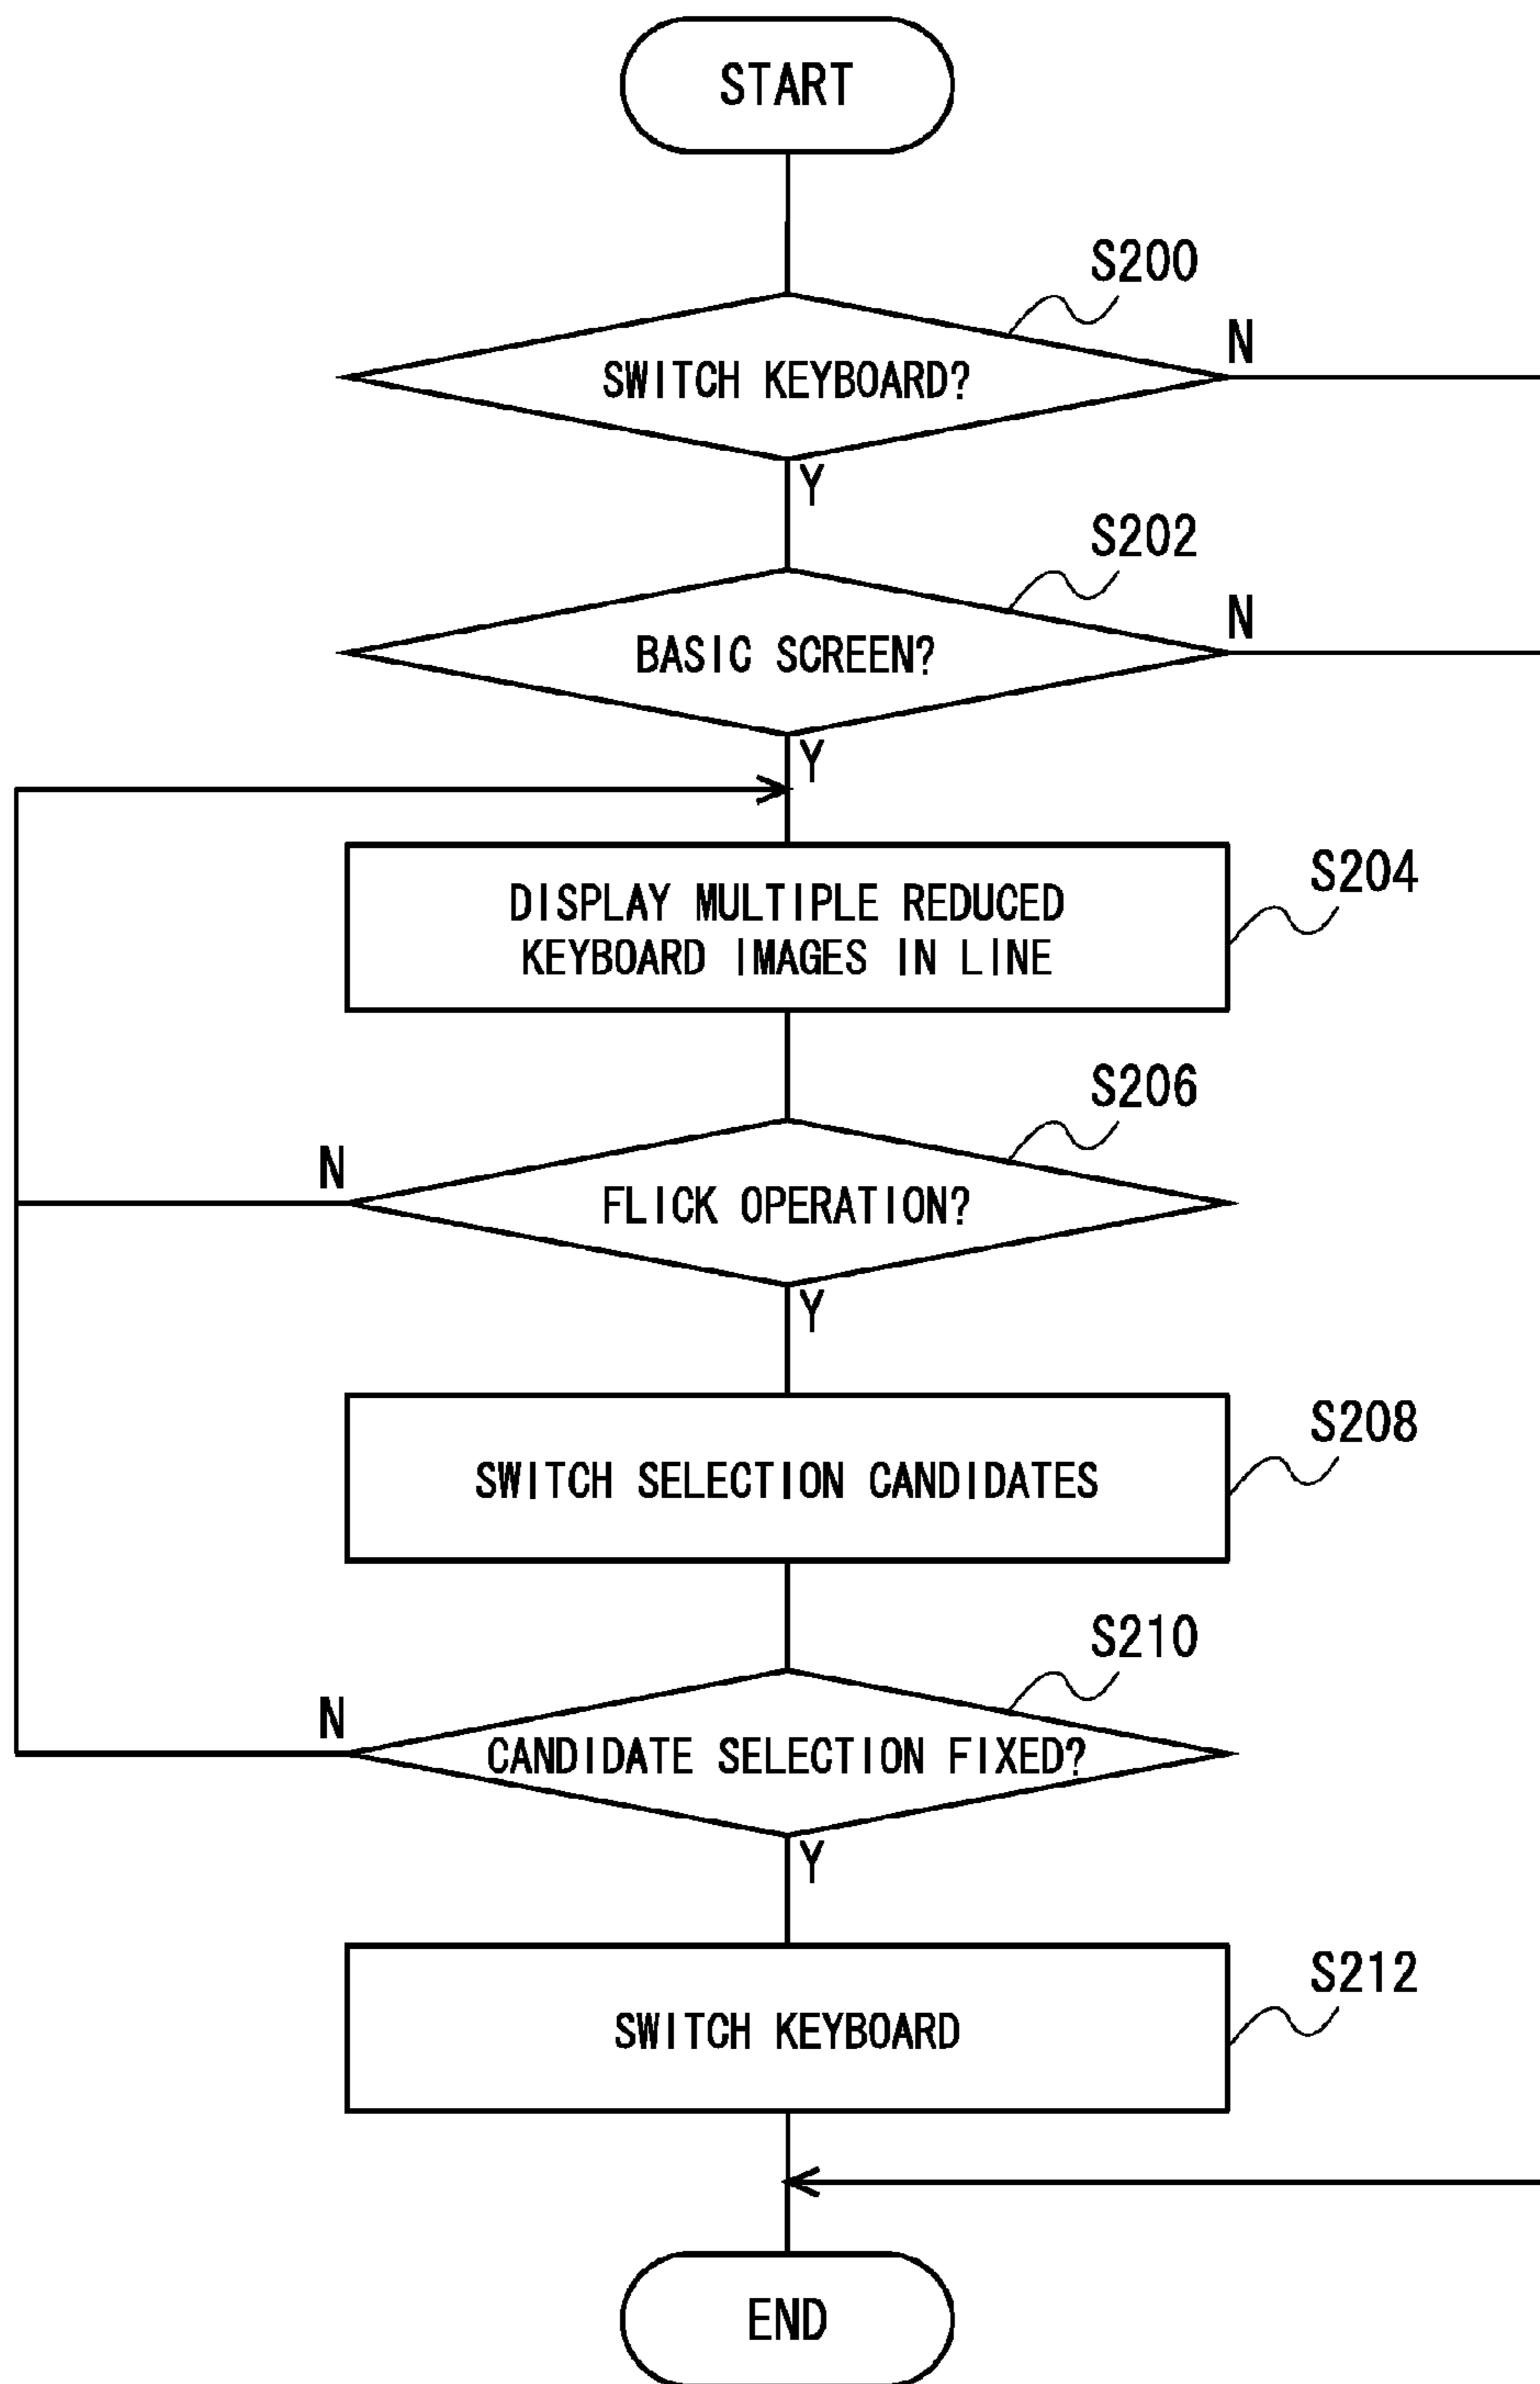 START
S200
SWITCH KEYBOARD?
N
Y
S202
BASIC SCREEN?
N
Y
S204
DISPLAY MULTIPLE REDUCED
KEYBOARD IMAGES IN LINE
S206
N
FLICK OPERATION?
Y
S208
SWITCH SELECTION CANDIDATES
S210
N
CANDIDATE SELECTION FIXED?
Y
S212
SWITCH KEYBOARD
END